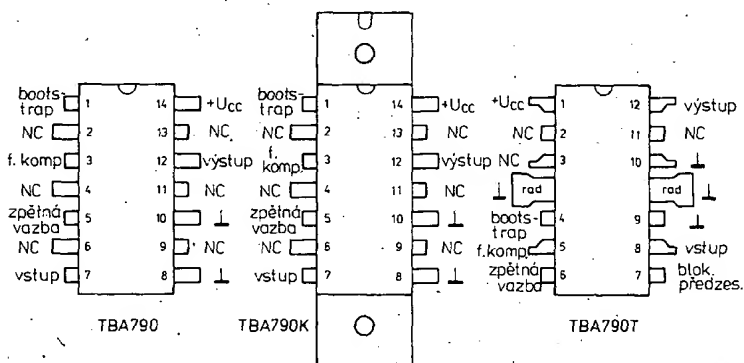 boots-
trap 1 14 +Ucc
NC 2 13 NC
f. komp 3 12 výstup
NC 4 11 NC
zpětná
vazba 5 10 ⊥
NC 6 9 NC
vstup 7 8 ⊥
TBA790
boots-
trap 1 14 +Ucc
NC 2 13 NC
f.
komp. 3 12 výstup
NC 4 11 NC
zpětná
vazba 5 10 ⊥
NC 6 9 NC
vstup 7 8 ⊥
TBA790K
+Ucc 1 12 výstup
NC 2 11 NC
NC 3 10 ⊥
⊥ rad rad ⊥
boots-
trap 4 9 ⊥
f.komp. 5 8 vstup
zpětná
vazba 6 7 blok.
předzes.
TBA790T